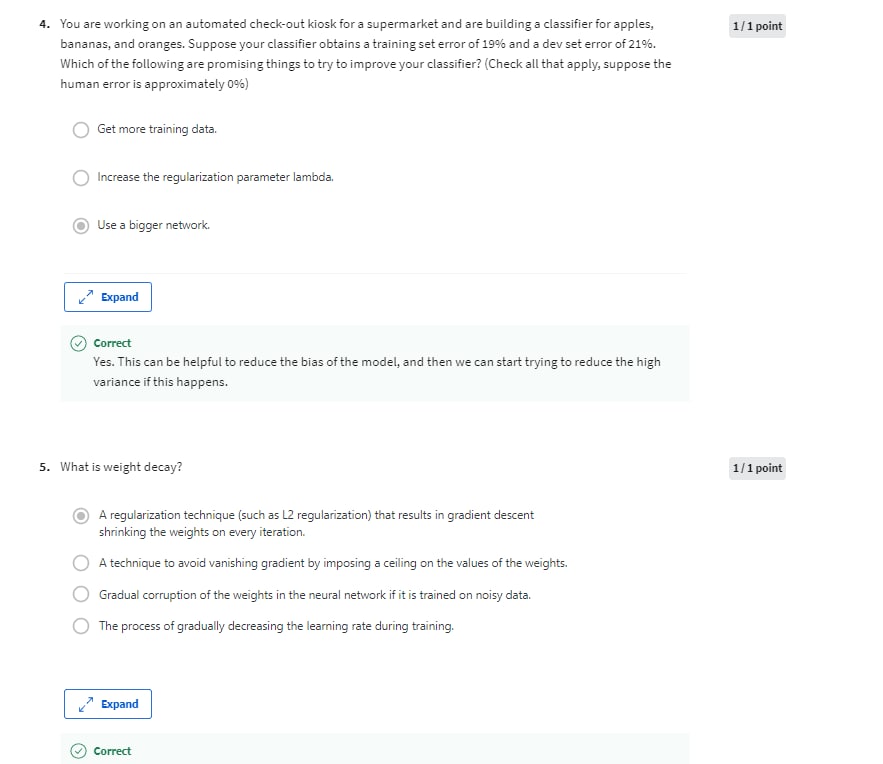 4. You are working on an automated check-out kiosk for a supermarket and are building a classifier for apples, 1 / 1 point
bananas, and oranges. Suppose your classifier obtains a training set error of 19% and a dev set error of 21%.
Which of the following are promising things to try to improve your classifier? (Check all that apply, suppose the
human error is approximately 0%)
Get more training data.
Increase the regularization parameter lambda.
Use a bigger network.
Expand
Correct
Yes. This can be helpful to reduce the bias of the model, and then we can start trying to reduce the high
variance if this happens.
5. What is weight decay? 1 / 1 point
A regularization technique (such as L2 regularization) that results in gradient descent
shrinking the weights on every iteration.
A technique to avoid vanishing gradient by imposing a ceiling on the values of the weights.
Gradual corruption of the weights in the neural network if it is trained on noisy data.
The process of gradually decreasing the learning rate during training.
Expand
Correct